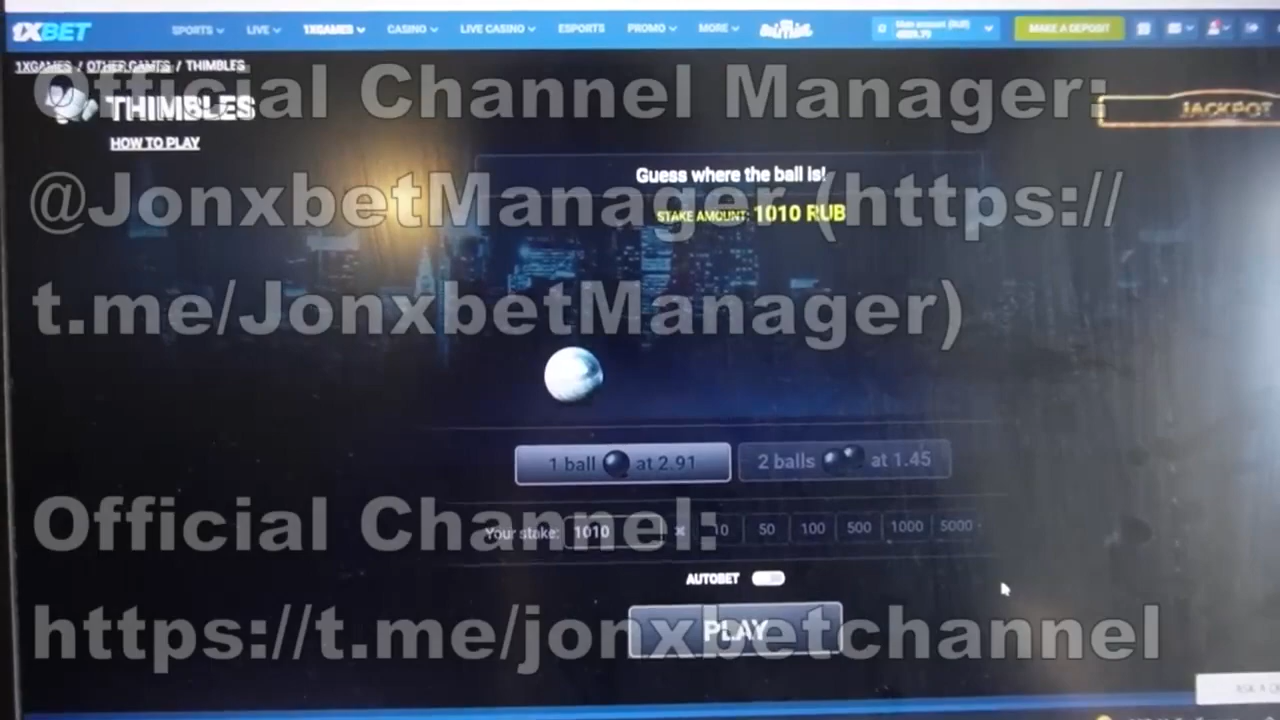 1XBET
SPORTS LIVE 1XGAMES CASINO LIVE CASINO ESPORTS PROMO MORE
MAKE A DEPOSIT
1XGAMES / OTHER GAMES / THIMBLES
Official Channel Manager:
THIMBLES
JACKPOT
HOW TO PLAY
Guess where the ball is!
@JonxbetManager (https://
STAKE AMOUNT: 1010 RUB
t.me/JonxbetManager)
1 ball at 2.91
2 balls at 1.45
Official Channel:
Your stake: 1010 x 10 50 100 500 1000 5000
AUTOBET
https://t.me/jonxbetchannel
PLAY